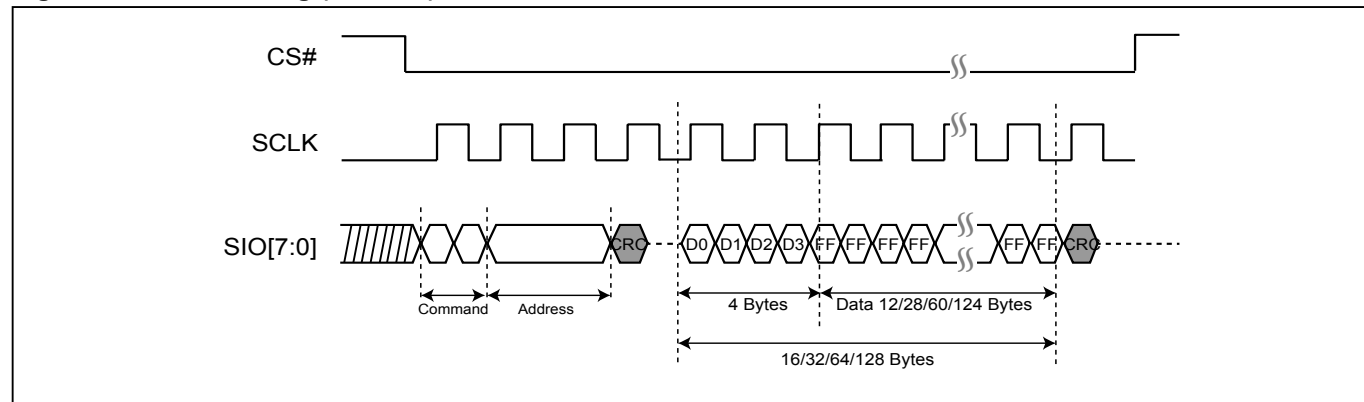 CS#
SCLK
SIO[7:0]
CRC D0 D1 D2 D3 FF FF FF FF FF FF CRC
Command Address 4 Bytes Data 12/28/60/124 Bytes
16/32/64/128 Bytes